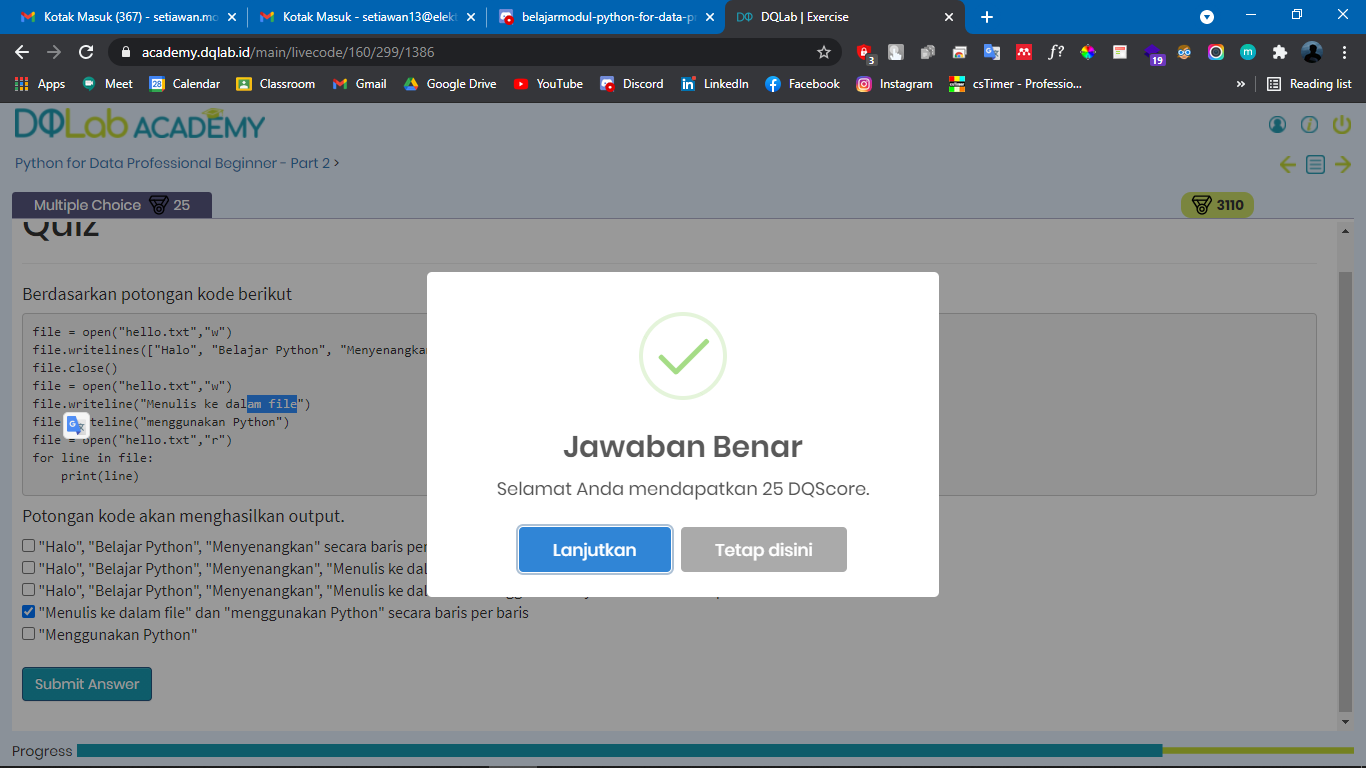 Kotak Masuk (367) - setiawan.mo
Kotak Masuk - setiawan13@elekt
belajarmodul-python-for-data-p
DQLab | Exercise
academy.dqlab.id/main/livecode/160/299/1386
3
19
Apps
Meet
28
Calendar
Classroom
Gmail
Google Drive
YouTube
Discord
LinkedIn
Facebook
Instagram
csTimer - Professio...
»
Reading list
DQLab ACADEMY
Python for Data Professional Beginner - Part 2 >
Multiple Choice 25
3110
Quiz
Berdasarkan potongan kode berikut
file = open("hello.txt","w")
file.writelines(["Halo", "Belajar Python", "Menyenangka
file.close()
file = open("hello.txt","w")
file.writeline("Menulis ke dalam file")
file teline("menggunakan Python")
file = open("hello.txt","r")
for line in file:
print(line)
Potongan kode akan menghasilkan output.
"Halo", "Belajar Python", "Menyenangkan" secara baris per
"Halo", "Belajar Python", "Menyenangkan", "Menulis ke dal
"Halo", "Belajar Python", "Menyenangkan", "Menulis ke dal
"Menulis ke dalam file" dan "menggunakan Python" secara baris per baris
"Menggunakan Python"
Submit Answer
Jawaban Benar
Selamat Anda mendapatkan 25 DQScore.
Lanjutkan
Tetap disini
Progress